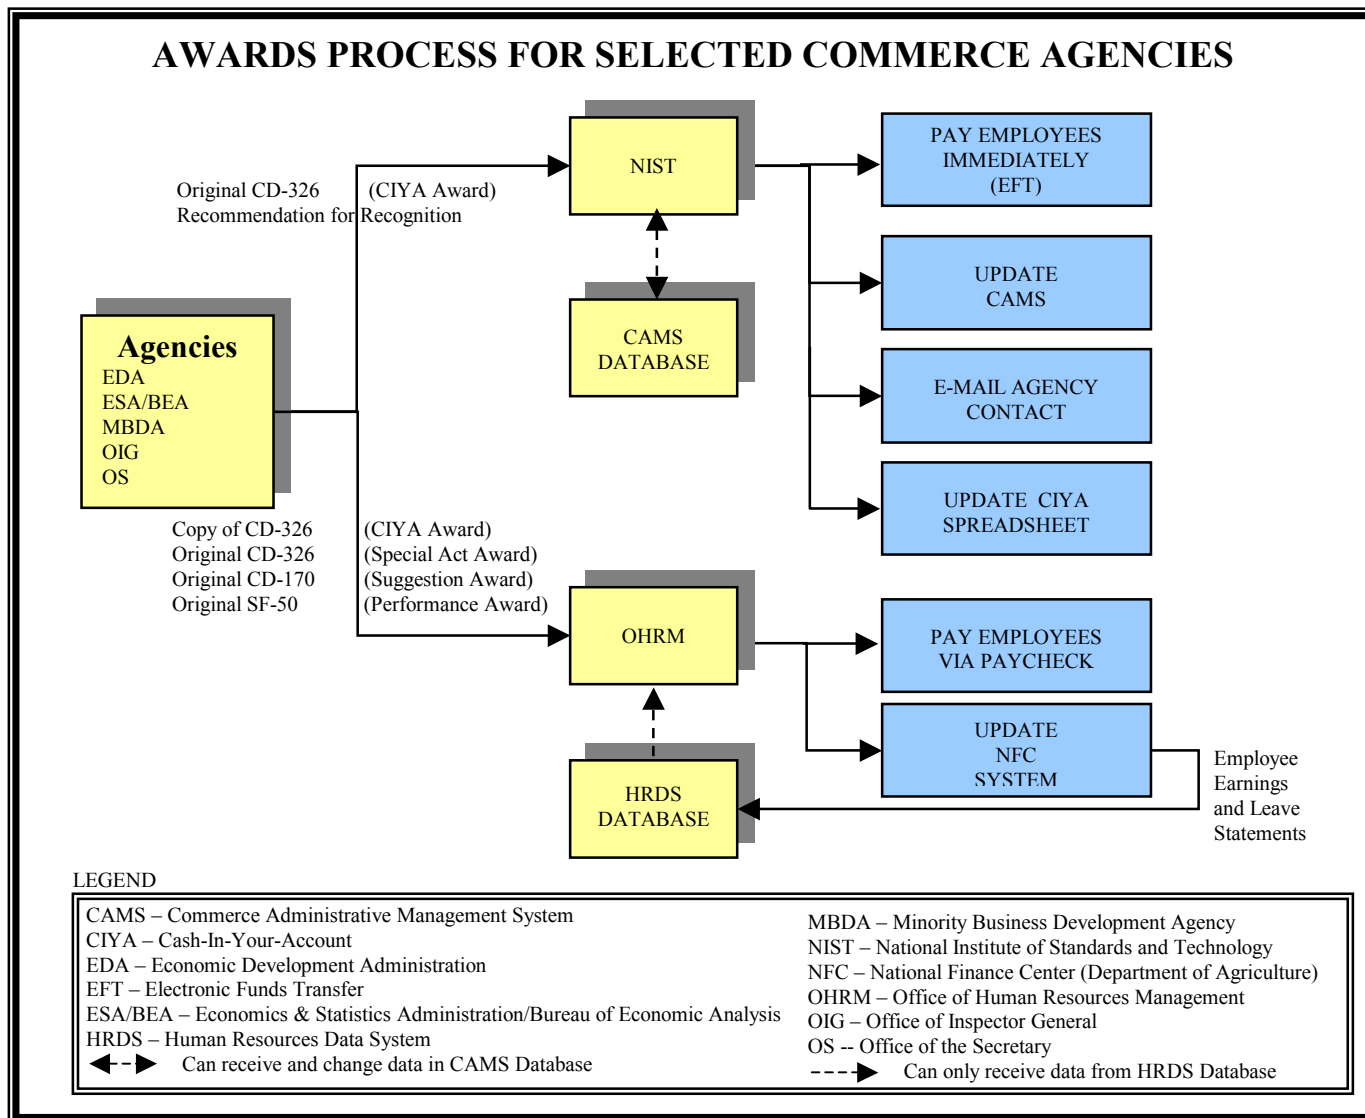 AWARDS PROCESS FOR SELECTED COMMERCE AGENCIES
Original CD-326 (CIYA Award)
Recommendation for Recognition
NIST
PAY EMPLOYEES
IMMEDIATELY
(EFT)
UPDATE
CAMS
CAMS
DATABASE
Agencies
EDA
ESA/BEA
MBDA
OIG
OS
E-MAIL AGENCY
CONTACT
UPDATE CIYA
SPREADSHEET
Copy of CD-326 (CIYA Award)
Original CD-326 (Special Act Award)
Original CD-170 (Suggestion Award)
Original SF-50 (Performance Award)
OHRM
PAY EMPLOYEES
VIA PAYCHECK
UPDATE
NFC
SYSTEM
Employee
Earnings
and Leave
Statements
HRDS
DATABASE
LEGEND
CAMS – Commerce Administrative Management System
CIYA – Cash-In-Your-Account
EDA – Economic Development Administration
EFT – Electronic Funds Transfer
ESA/BEA – Economics & Statistics Administration/Bureau of Economic Analysis
HRDS – Human Resources Data System
Can receive and change data in CAMS Database
MBDA – Minority Business Development Agency
NIST – National Institute of Standards and Technology
NFC – National Finance Center (Department of Agriculture)
OHRM – Office of Human Resources Management
OIG – Office of Inspector General
OS -- Office of the Secretary
Can only receive data from HRDS Database